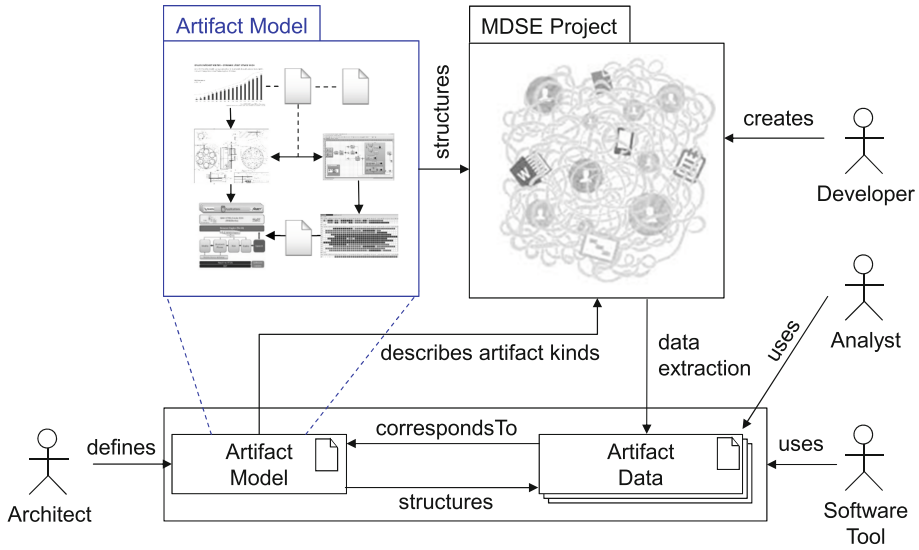 Artifact Model
MDSE Project
structures
creates
Developer
Analyst
uses
describes artifact kinds
data
extraction
Architect
defines
Artifact
Model
correspondsTo
structures
Artifact
Data
uses
Software
Tool
W